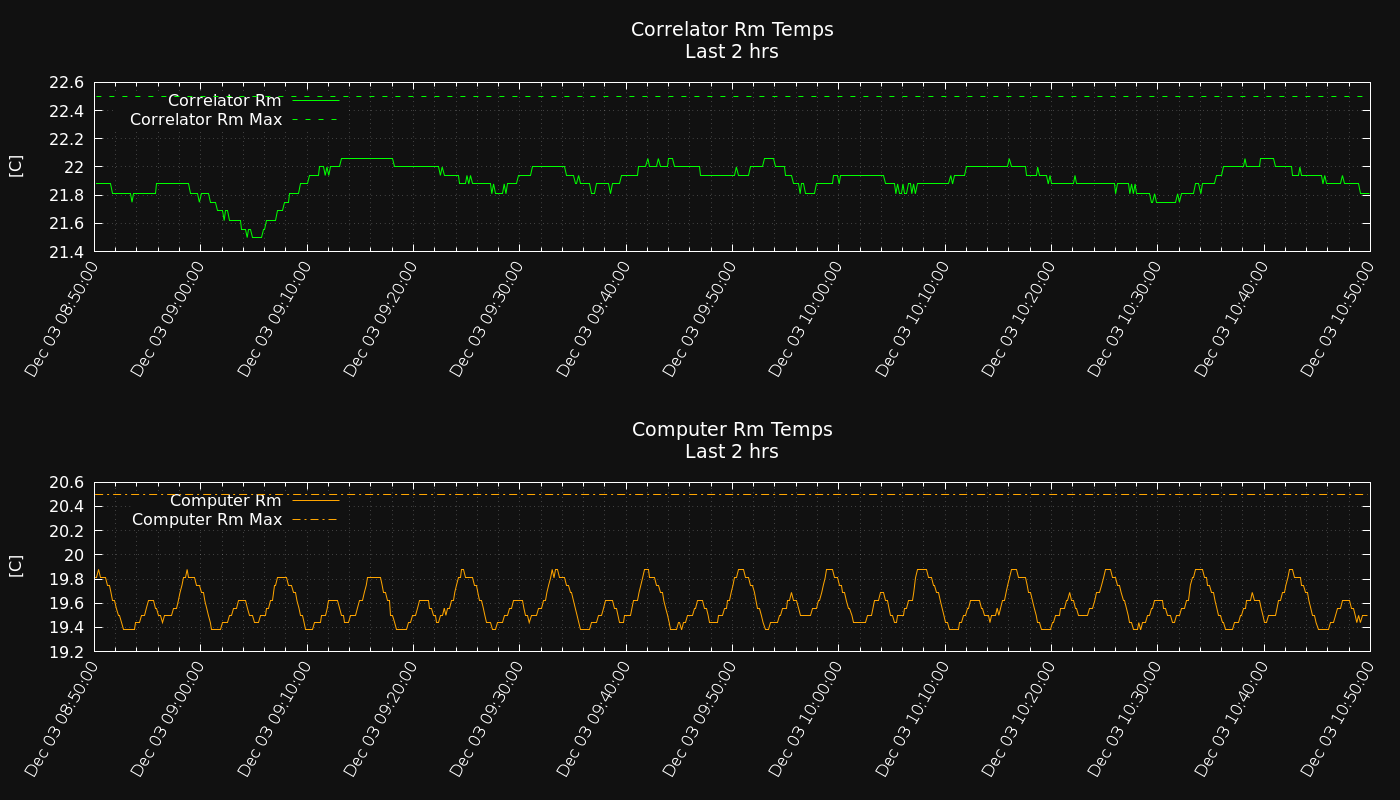 Correlator Rm Temps
Last 2 hrs
[C]
22.6
22.4
22.2
22
21.8
21.6
21.4
Correlator Rm
Correlator Rm Max
Dec 03 08:50:00
Dec 03 09:00:00
Dec 03 09:10:00
Dec 03 09:20:00
Dec 03 09:30:00
Dec 03 09:40:00
Dec 03 09:50:00
Dec 03 10:00:00
Dec 03 10:10:00
Dec 03 10:20:00
Dec 03 10:30:00
Dec 03 10:40:00
Dec 03 10:50:00
Computer Rm Temps
Last 2 hrs
[C]
20.6
20.4
20.2
20
19.8
19.6
19.4
19.2
Computer Rm
Computer Rm Max
Dec 03 08:50:00
Dec 03 09:00:00
Dec 03 09:10:00
Dec 03 09:20:00
Dec 03 09:30:00
Dec 03 09:40:00
Dec 03 09:50:00
Dec 03 10:00:00
Dec 03 10:10:00
Dec 03 10:20:00
Dec 03 10:30:00
Dec 03 10:40:00
Dec 03 10:50:00